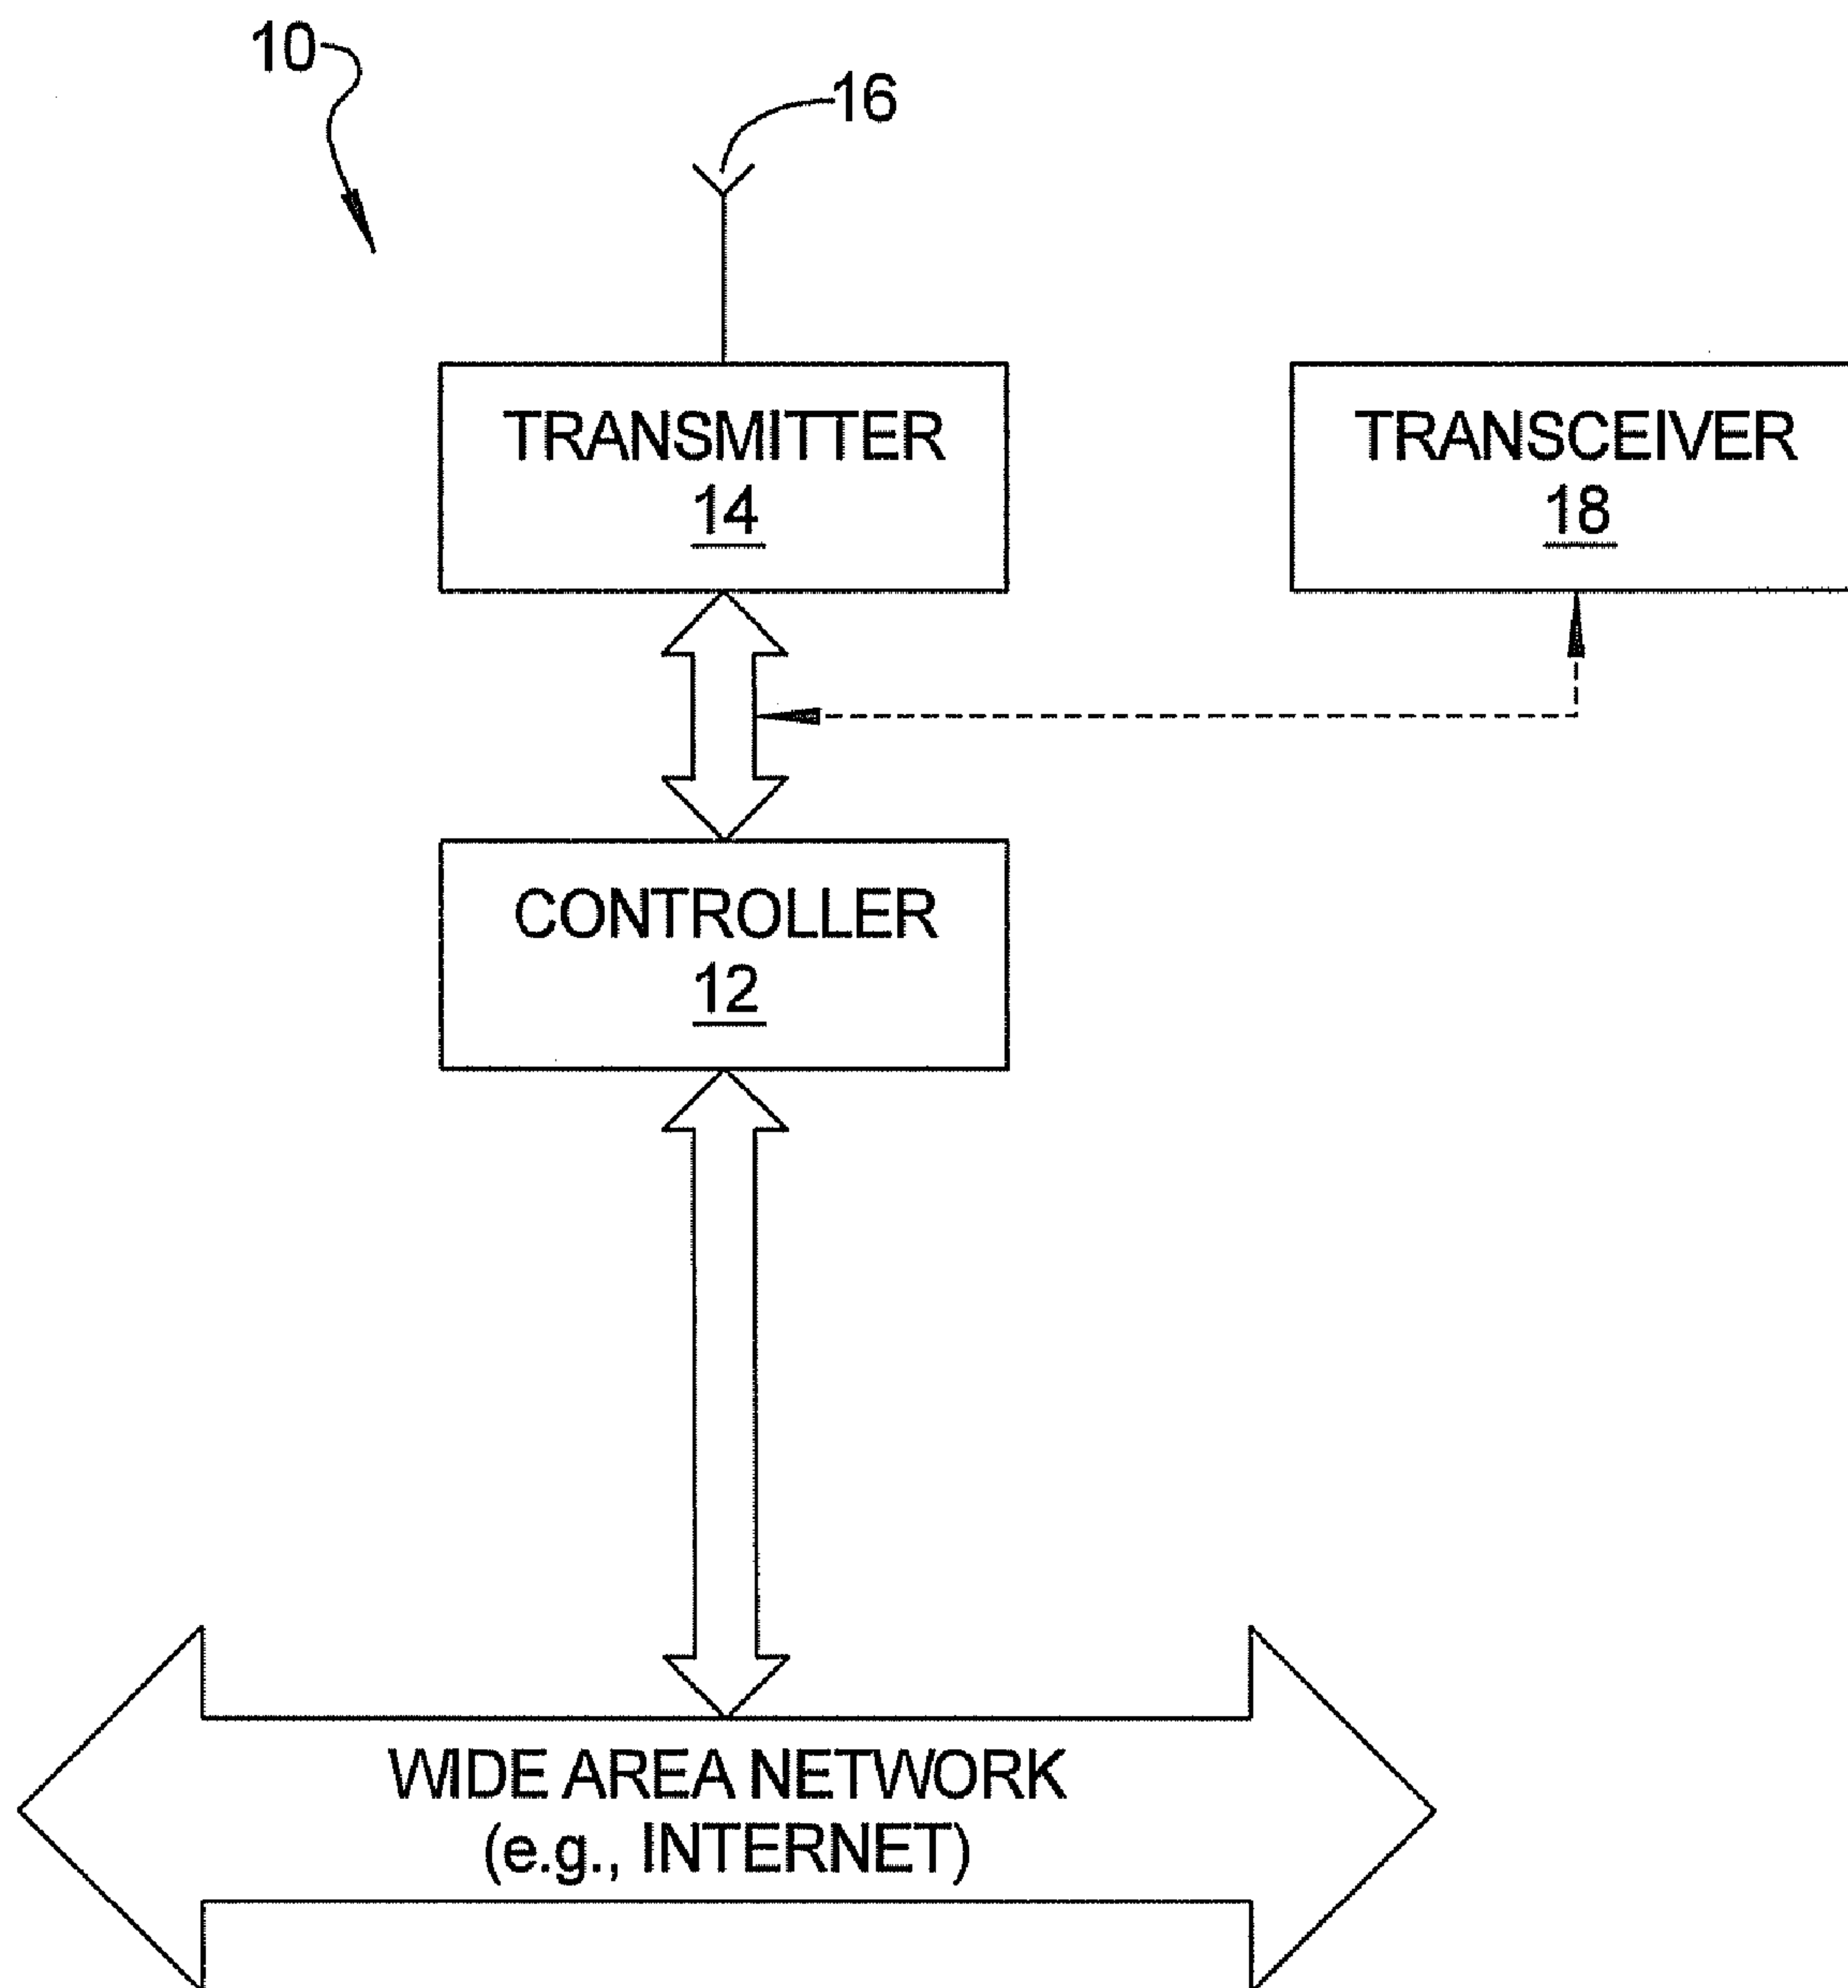 10
16
TRANSMITTER
14
TRANSCEIVER
18
CONTROLLER
12
WIDE AREA NETWORK
(e.g., INTERNET)